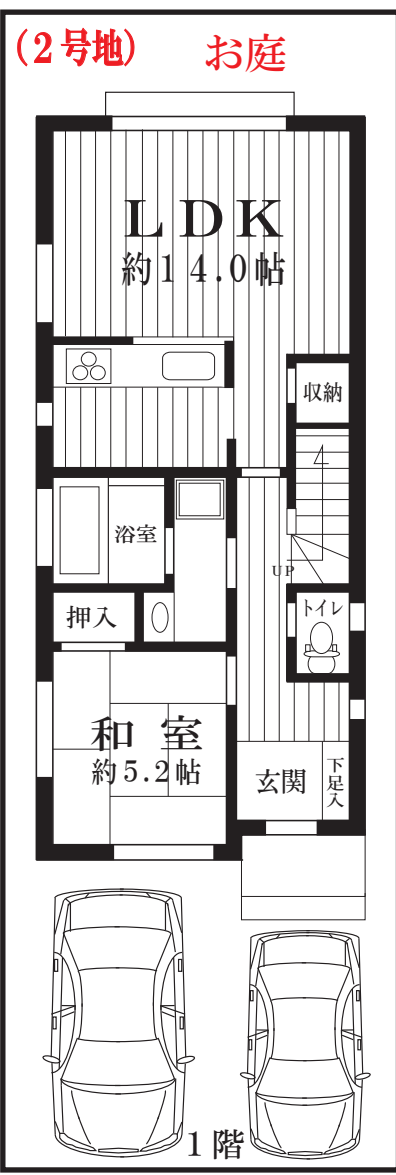 (2号地)
お庭
LDK
約14.0帖
収納
浴室
UP
押入
トイレ
和室
約5.2帖
玄関
下足入
1階